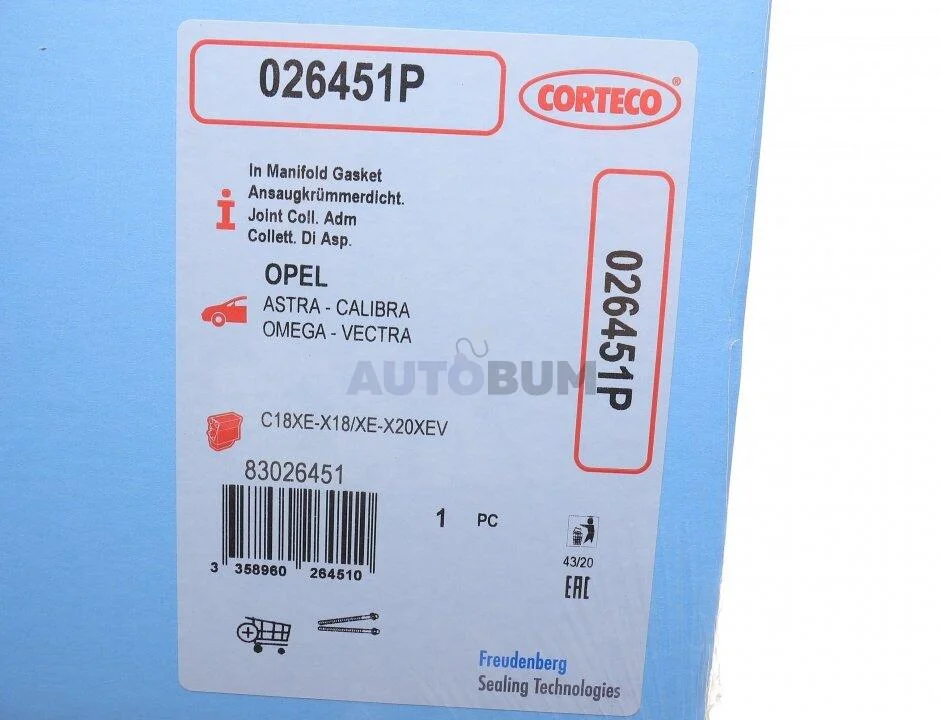 026451P
CORTECO®
In Manifold Gasket
Ansaugkrümmerdicht.
Joint Coll. Adm
Collett. Di Asp.
026451P
OPEL
ASTRA - CALIBRA
OMEGA - VECTRA
AUTOBUM
C18XE-X18/XE-X20XEV
83026451
1 PC
3 358960 264510
43/20
EAC
Freudenberg
Sealing Technologies